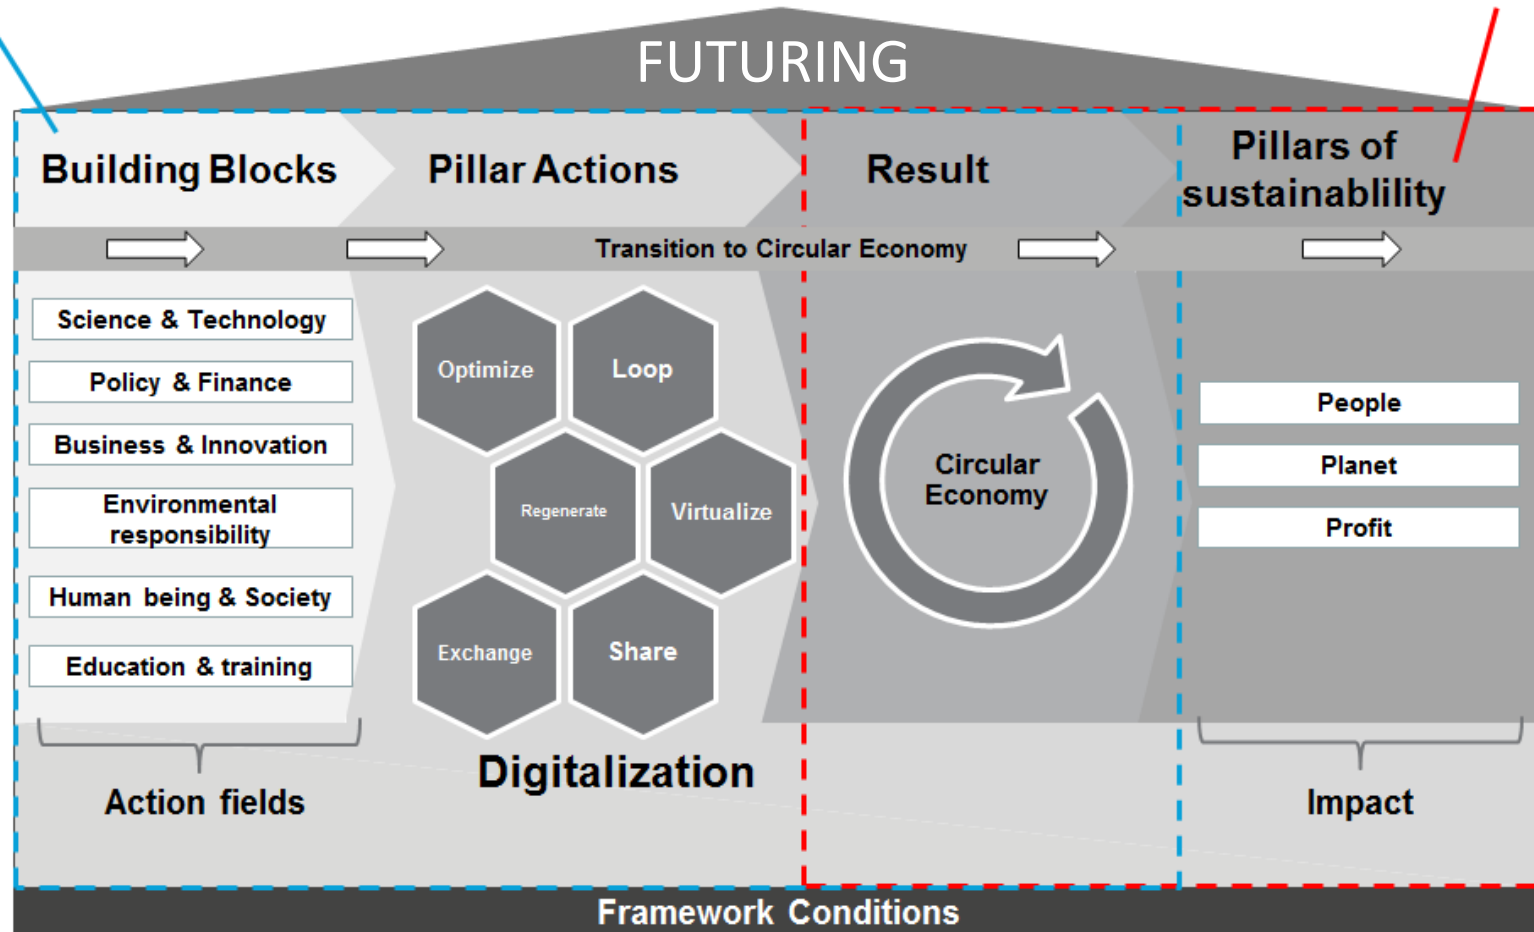 FUTURING
Building Blocks
Pillar Actions
Result
Pillars of
sustainablility
Transition to Circular Economy
Science & Technology
Policy & Finance
Business & Innovation
Environmental
responsibility
Human being & Society
Education & training
Action fields
Optimize
Loop
Regenerate
Virtualize
Exchange
Share
Digitalization
Circular
Economy
People
Planet
Profit
Impact
Framework Conditions